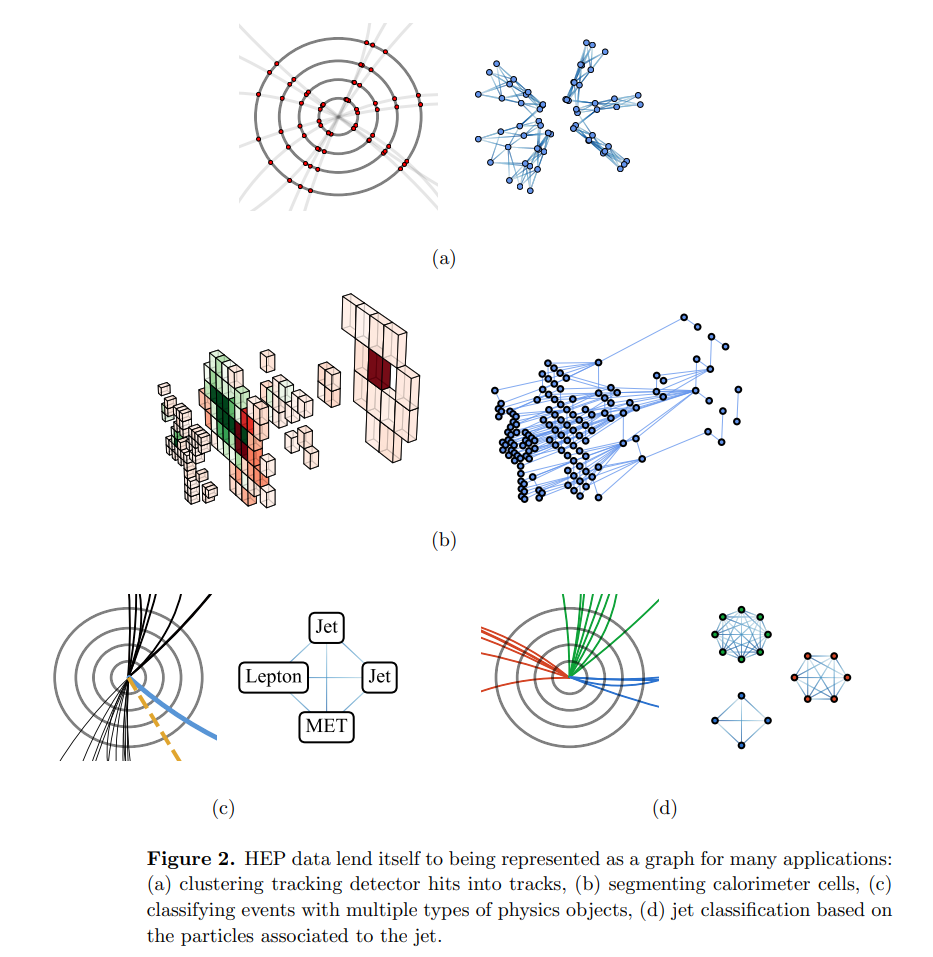 (a)
(b)
Jet
Lepton
Jet
MET
(c)
(d)
Figure 2. HEP data lend itself to being represented as a graph for many applications:
(a) clustering tracking detector hits into tracks, (b) segmenting calorimeter cells, (c)
classifying events with multiple types of physics objects, (d) jet classification based on
the particles associated to the jet.